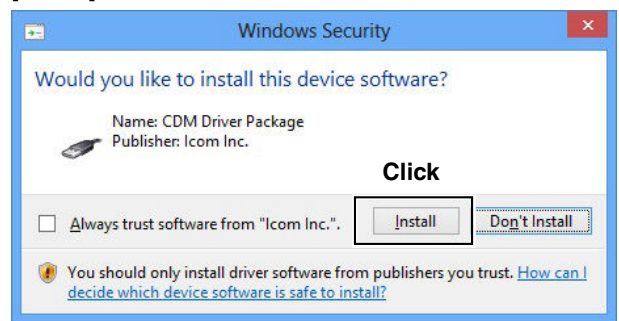 Windows Security
Would you like to install this device software?
Name: CDM Driver Package
Publisher: Icom Inc.
Click
Always trust software from "Icom Inc.".
Install
Don't Install
You should only install driver software from publishers you trust. How can I
decide which device software is safe to install?